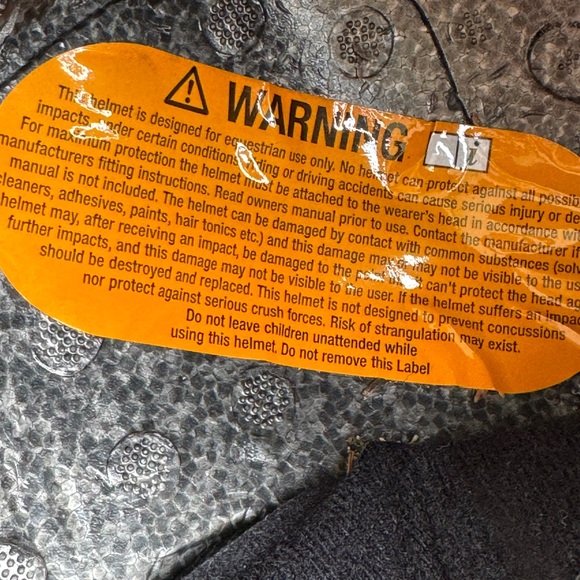 WARNING i
This helmet is designed for equestrian use only. No helmet can protect against all possible
impacts. Under certain conditions riding or driving accidents can cause serious injury or de
For maximum protection the helmet must be attached to the wearer's head in accordance wi
manufacturers fitting instructions. Read owners manual prior to use. Contact the manufacturer if
manual is not included. The helmet can be damaged by contact with common substances (solv
cleaners, adhesives, paints, hair tonics etc.) and this damage may not be visible to the us
helmet may, after receiving an impact, be damaged to the can't protect the head ag
further impacts, and this damage may not be visible to the user. If the helmet suffers an impac
should be destroyed and replaced. This helmet is not designed to prevent concussions
nor protect against serious crush forces. Risk of strangulation may exist.
Do not leave children unattended while
using this helmet. Do not remove this Label